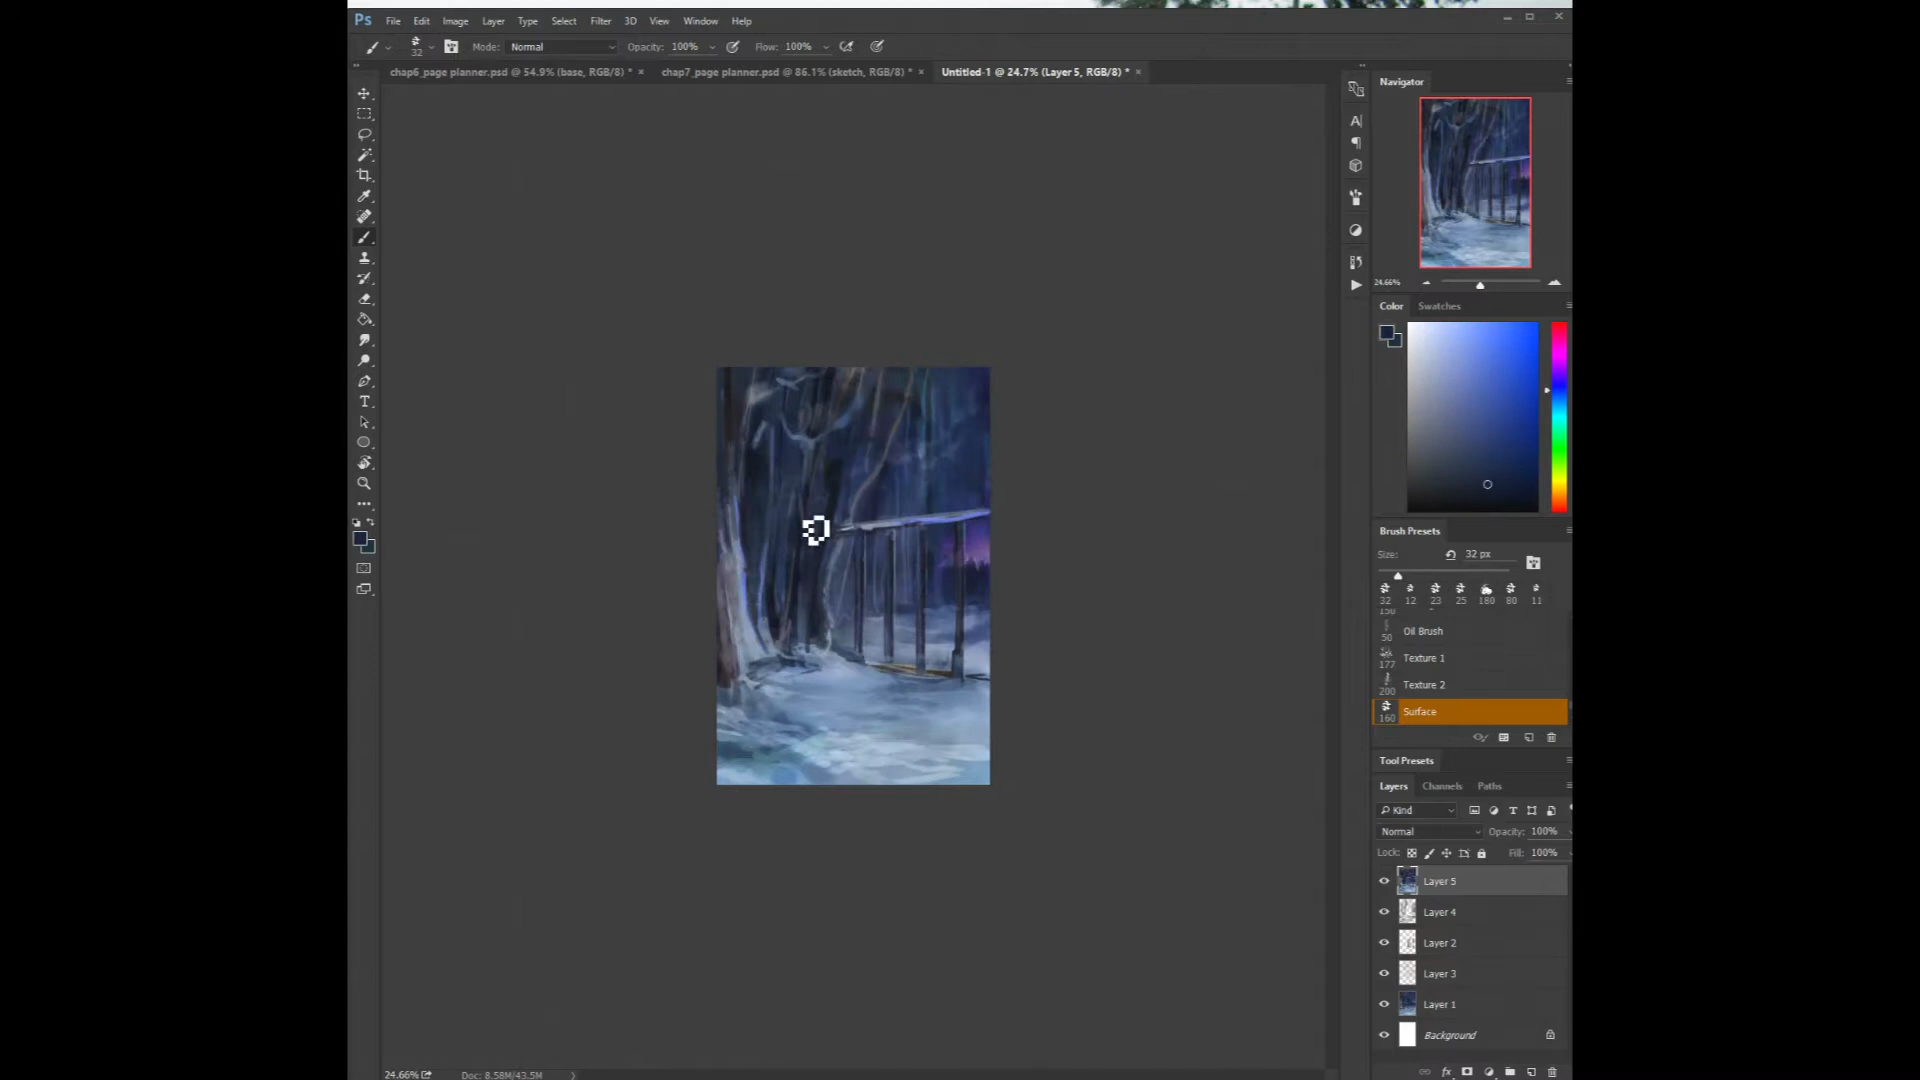 Ps File Edit Image Layer Type Select Filter 3D View Window Help
32 Mode: Normal Opacity: 100% Flow: 100%
chap6_page planner.psd @ 54.9% (base, RGB/8) * × chap7_page planner.psd @ 86.1% (sketch, RGB/8) * × Untitled-1 @ 24.7% (Layer 5, RGB/8) * ×
Navigator
24.66%
Color Swatches
Brush Presets
Size: 32 px
32 12 23 25 180 80 11
150
50 Oil Brush
177 Texture 1
200 Texture 2
160 Surface
Tool Presets
Layers Channels Paths
Kind
Normal Opacity: 100%
Lock: Fill: 100%
Layer 5
Layer 4
Layer 2
Layer 3
Layer 1
Background
24.66% Doc: 8.58M/43.5M